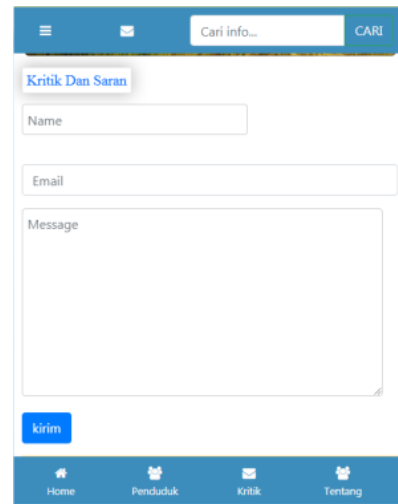 Cari info... CARI
Kritik Dan Saran
Name
Email
Message
kirim
Home Penduduk Kritik Tentang